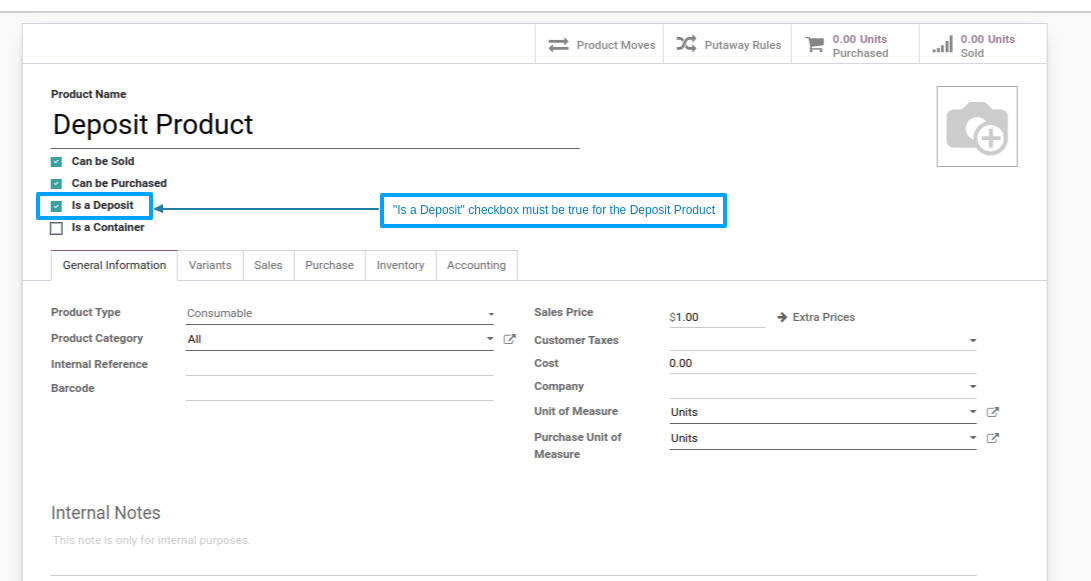 Product Moves
Putaway Rules
0.00 Units
Purchased
0.00 Units
Sold
Product Name
Deposit Product
Can be Sold
Can be Purchased
Is a Deposit
"Is a Deposit" checkbox must be true for the Deposit Product
Is a Container
General Information
Variants
Sales
Purchase
Inventory
Accounting
Product Type
Consumable
Product Category
All
Internal Reference
Barcode
Sales Price
$1.00
Extra Prices
Customer Taxes
Cost
0.00
Company
Unit of Measure
Units
Purchase Unit of
Measure
Units
Internal Notes
This note is only for internal purposes.